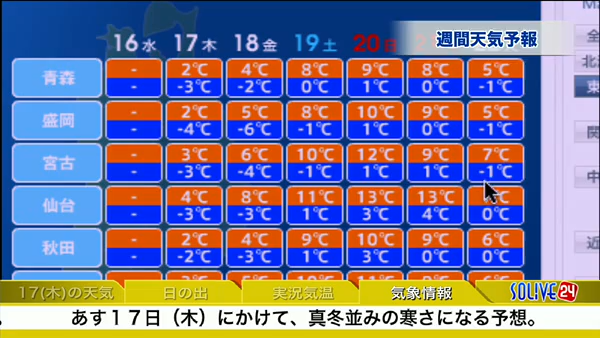 週間天気予報
16水 17木 18金 19土 20日
青森 - 2℃ 4℃ 8℃ 9℃ 8℃ 5℃
- -3℃ -2℃ 0℃ 1℃ 0℃ -1℃
盛岡 - 2℃ 5℃ 8℃ 10℃ 9℃ 5℃
- -4℃ -6℃ -1℃ 1℃ 0℃ -1℃
宮古 - 3℃ 6℃ 10℃ 12℃ 9℃ 7℃
- -3℃ -4℃ -1℃ 1℃ 1℃ -1℃
仙台 - 4℃ 8℃ 11℃ 13℃ 13℃ ℃
- -3℃ -3℃ 1℃ 3℃ 4℃ 0℃
秋田 - 2℃ 4℃ 9℃ 10℃ 9℃ 6℃
- -2℃ -3℃ 1℃ 3℃ 0℃ 0℃
17(木)の天気 日の出 実況気温 気象情報 SOLiVE24
あす17日（木）にかけて、真冬並みの寒さになる予想。